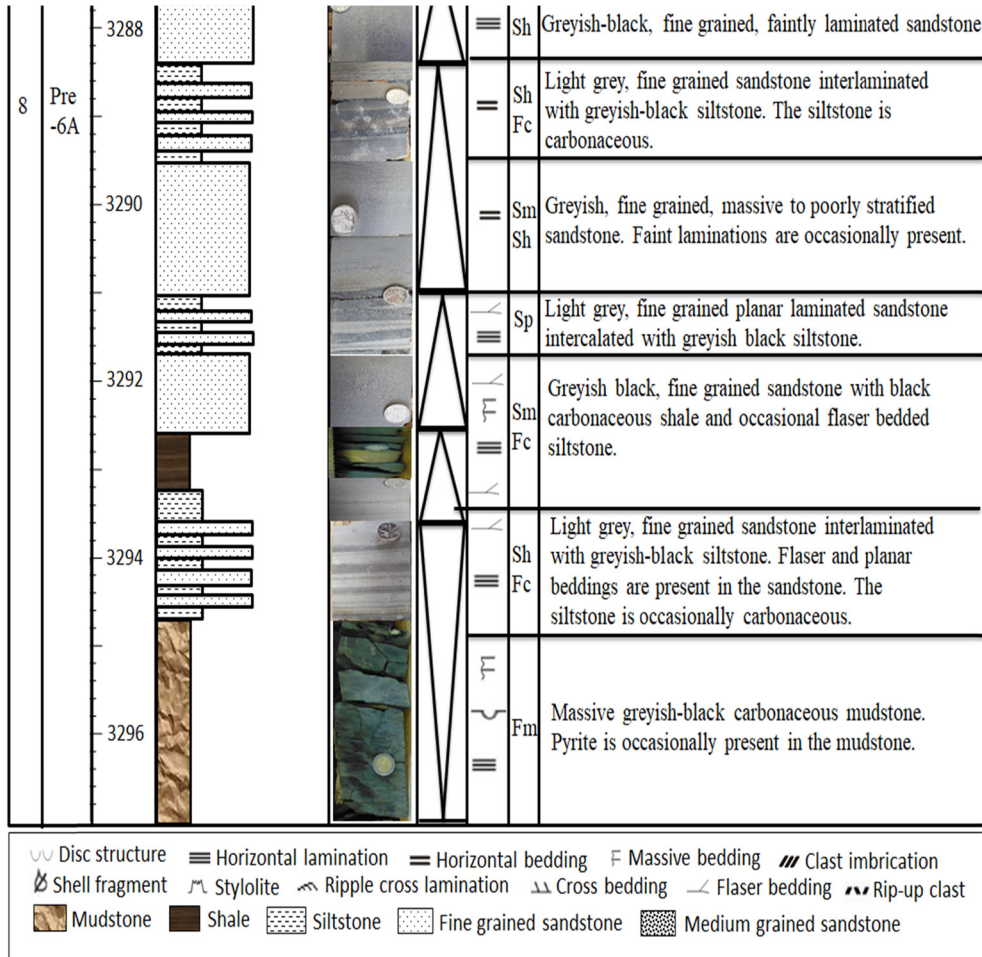 3288
Sh
Greyish-black, fine grained, faintly laminated sandstone
8
Pre
-6A
Sh
Fc
Light grey, fine grained sandstone interlaminated
with greyish-black siltstone. The siltstone is
carbonaceous.
3290
Sm
Sh
Greyish, fine grained, massive to poorly stratified
sandstone. Faint laminations are occasionally present.
Sp
Light grey, fine grained planar laminated sandstone
intercalated with greyish black siltstone.
3292
Sm
Fc
Greyish black, fine grained sandstone with black
carbonaceous shale and occasional flaser bedded
siltstone.
3294
Sh
Fc
Light grey, fine grained sandstone interlaminated
with greyish-black siltstone. Flaser and planar
beddings are present in the sandstone. The
siltstone is occasionally carbonaceous.
3296
Fm
Massive greyish-black carbonaceous mudstone.
Pyrite is occasionally present in the mudstone.
Disc structure Horizontal lamination Horizontal bedding Massive bedding Clast imbrication
Shell fragment Stylolite Ripple cross lamination Cross bedding Flaser bedding Rip-up clast
Mudstone Shale Siltstone Fine grained sandstone Medium grained sandstone